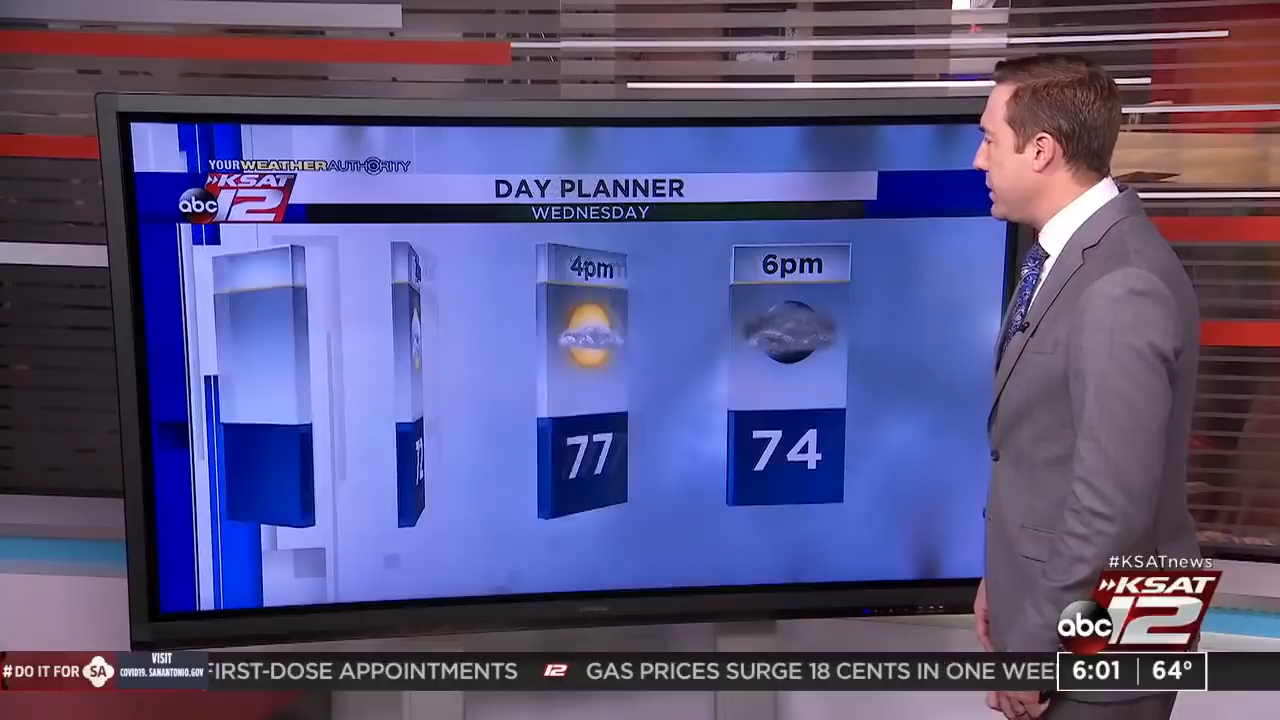 YOUR WEATHER AUTHORITY
KSAT
abc 12
DAY PLANNER
WEDNESDAY
4pm
6pm
72
77
74
#KSATnews
KSAT
abc 12
#DO IT FOR SA
VISIT
COVID19.SANANTONIO.GOV
FIRST-DOSE APPOINTMENTS 12 GAS PRICES SURGE 18 CENTS IN ONE WEE
6:01 64°